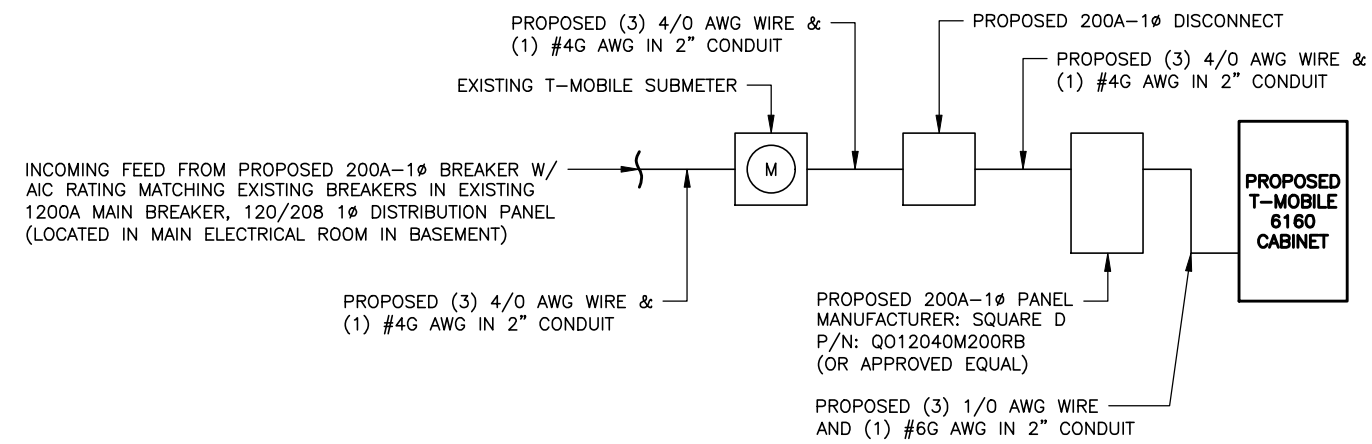 PROPOSED (3) 4/0 AWG WIRE &
(1) #4G AWG IN 2” CONDUIT
PROPOSED 200A-1ø DISCONNECT
PROPOSED (3) 4/0 AWG WIRE &
(1) #4G AWG IN 2” CONDUIT
EXISTING T-MOBILE SUBMETER
INCOMING FEED FROM PROPOSED 200A-1ø BREAKER W/
AIC RATING MATCHING EXISTING BREAKERS IN EXISTING
1200A MAIN BREAKER, 120/208 1ø DISTRIBUTION PANEL
(LOCATED IN MAIN ELECTRICAL ROOM IN BASEMENT)
M
PROPOSED
T-MOBILE
6160
CABINET
PROPOSED (3) 4/0 AWG WIRE &
(1) #4G AWG IN 2” CONDUIT
PROPOSED 200A-1ø PANEL
MANUFACTURER: SQUARE D
P/N: QO12040M200RB
(OR APPROVED EQUAL)
PROPOSED (3) 1/0 AWG WIRE
AND (1) #6G AWG IN 2” CONDUIT